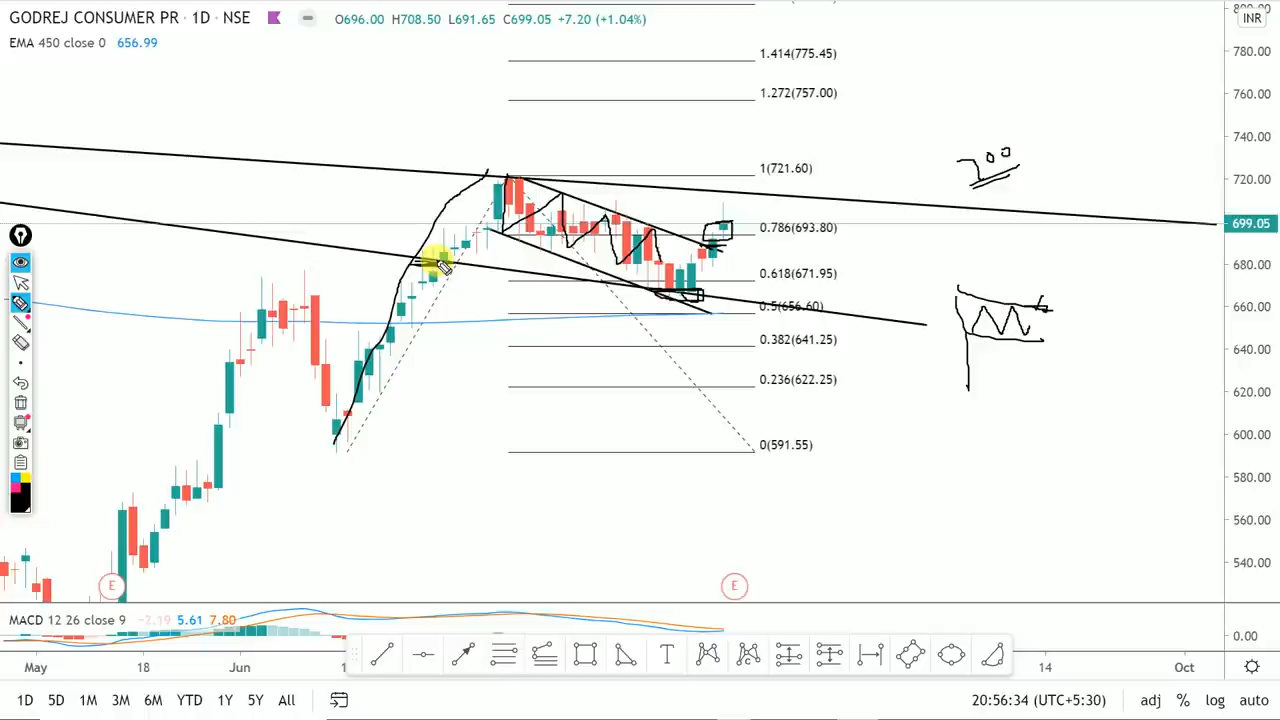 GODREJ CONSUMER PR · 1D · NSE
O696.00 H708.50 L691.65 C699.05 +7.20 (+1.04%)
INR
EMA 450 close 0 656.99
780.00
1.414(775.45)
760.00
1.272(757.00)
740.00
700
1(721.60)
720.00
699.05
0.786(693.80)
680.00
0.618(671.95)
660.00
0.5(656.60)
640.00
0.382(641.25)
620.00
0.236(622.25)
600.00
0(591.55)
580.00
560.00
540.00
E
E
MACD 12 26 close 9 −2.19 5.61 7.80
0.00
May 18 Jun 14 Oct
1D 5D 1M 3M 6M YTD 1Y 5Y All
20:56:34 (UTC+5:30) adj % log auto